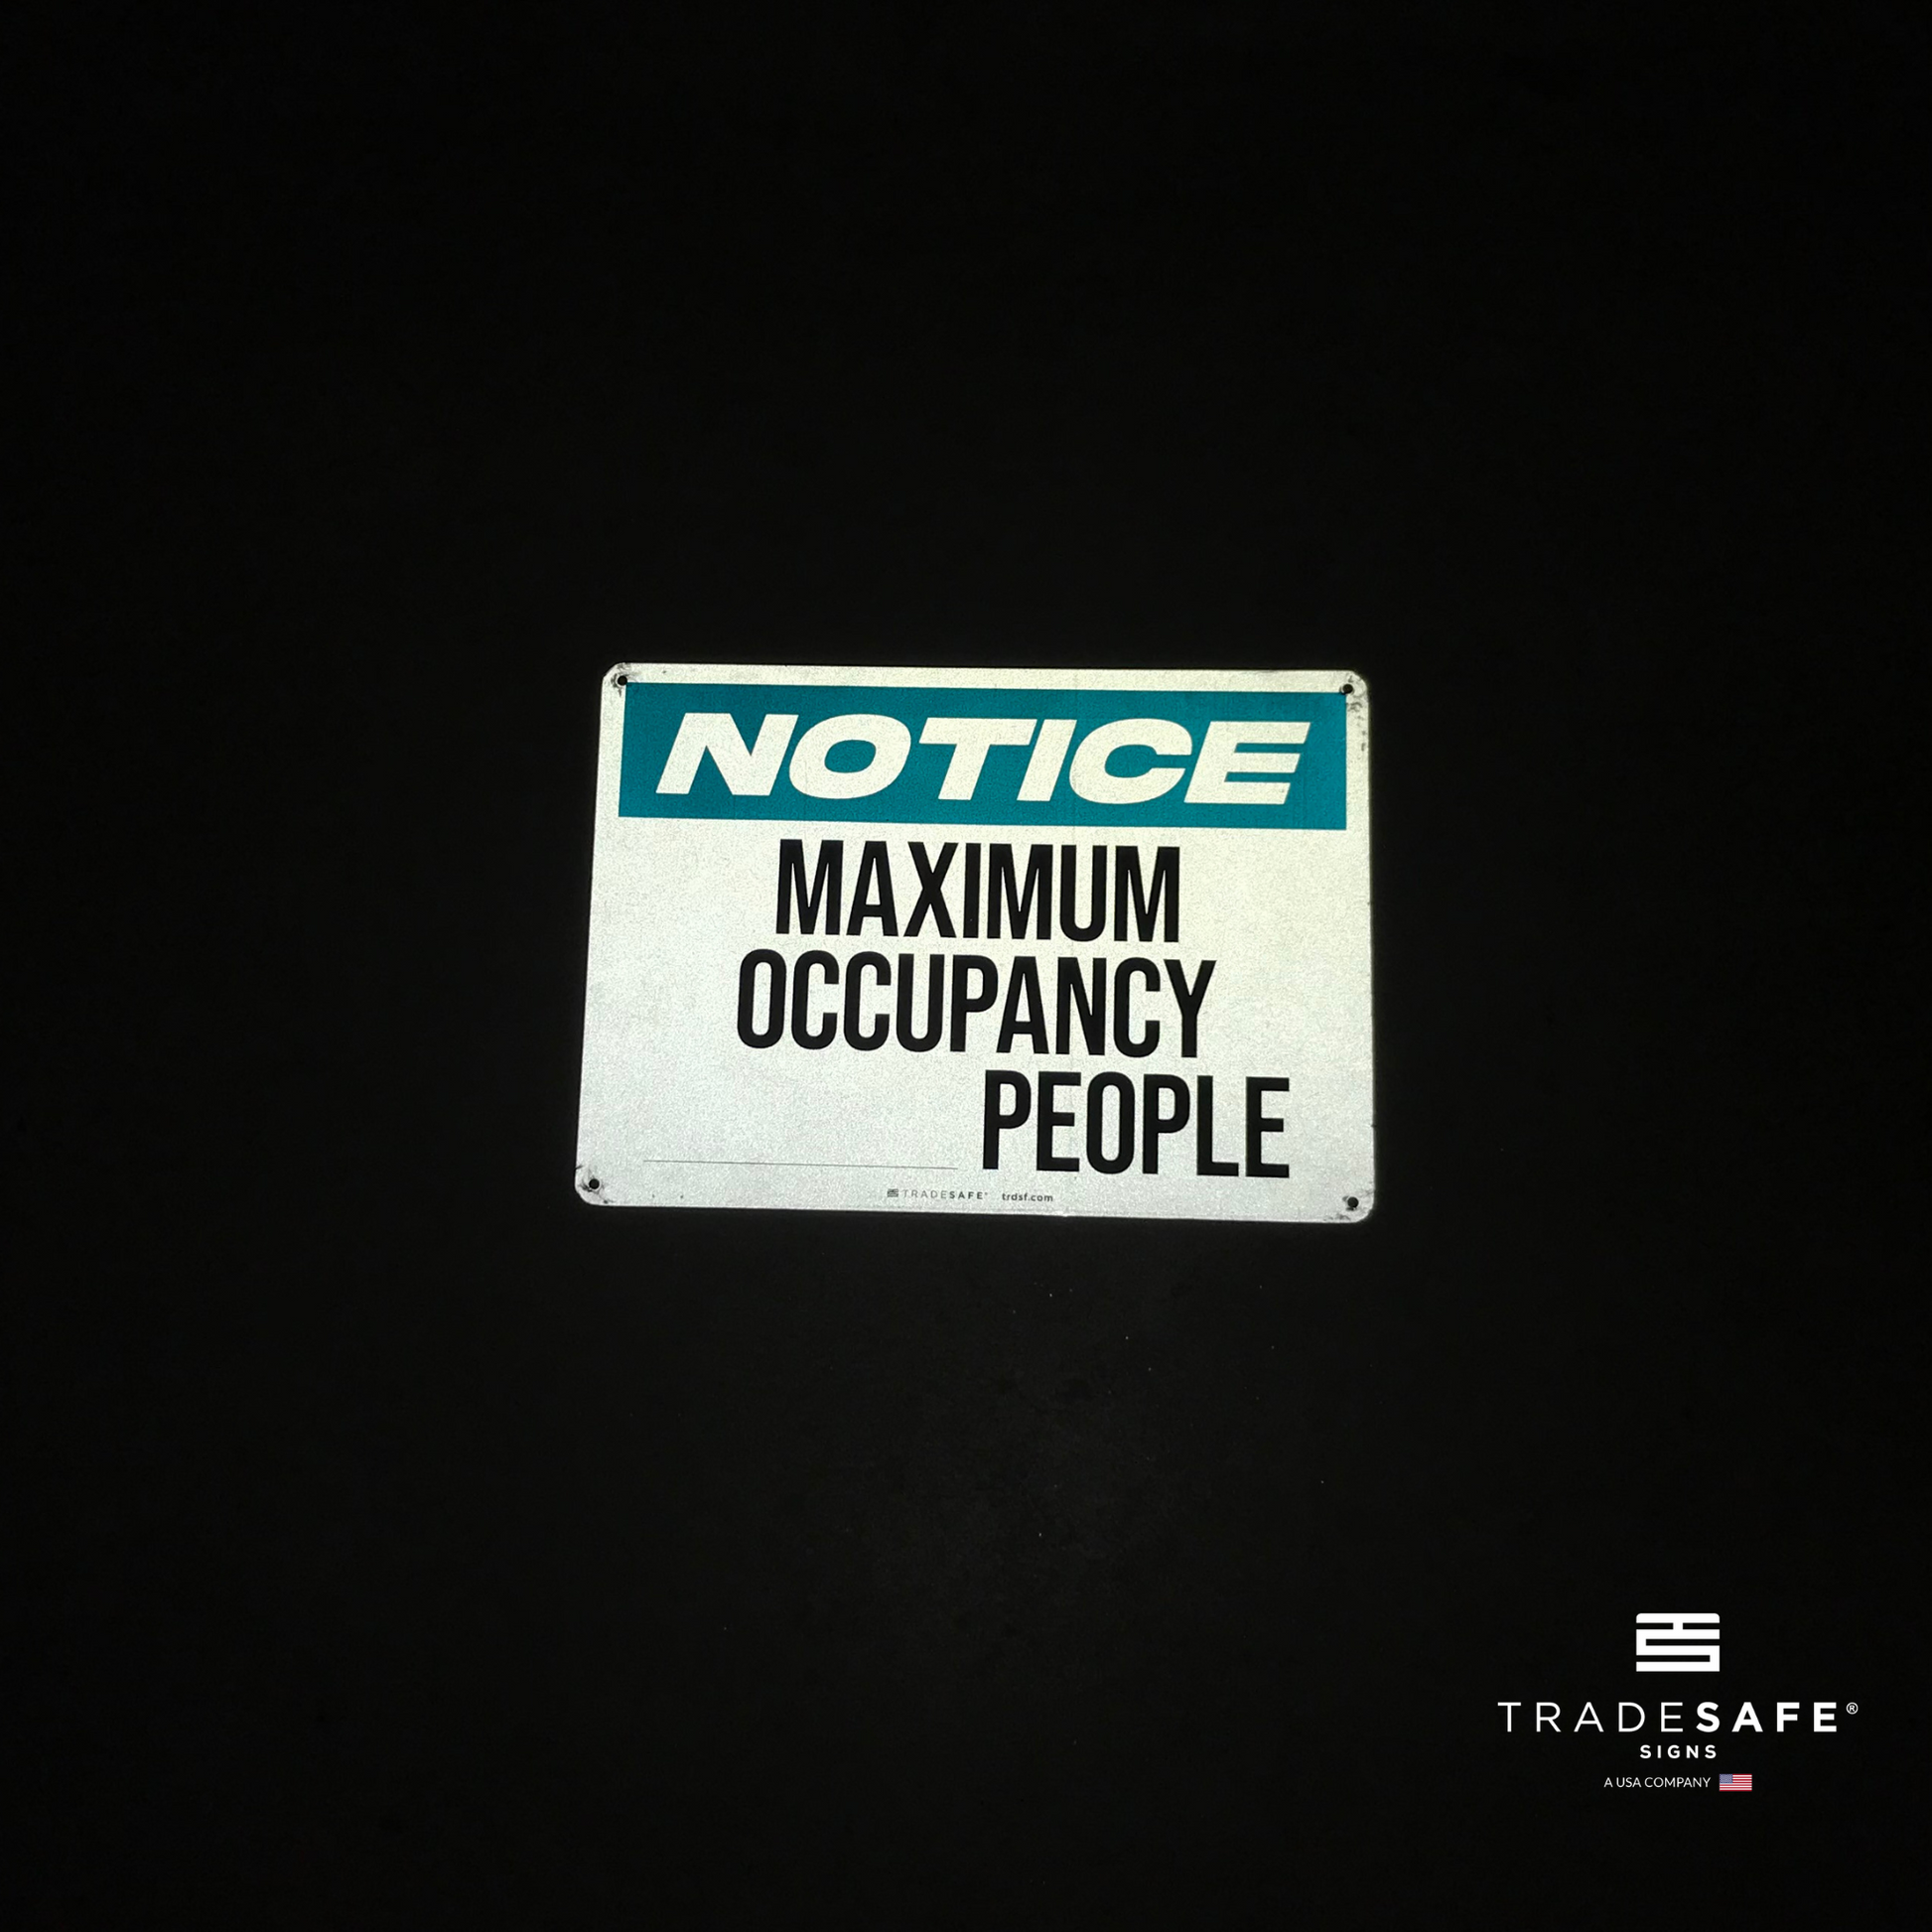 NOTICE
MAXIMUM
OCCUPANCY
PEOPLE
TRADESAFE® trdsf.com
TRADESAFE®
SIGNS
A USA COMPANY